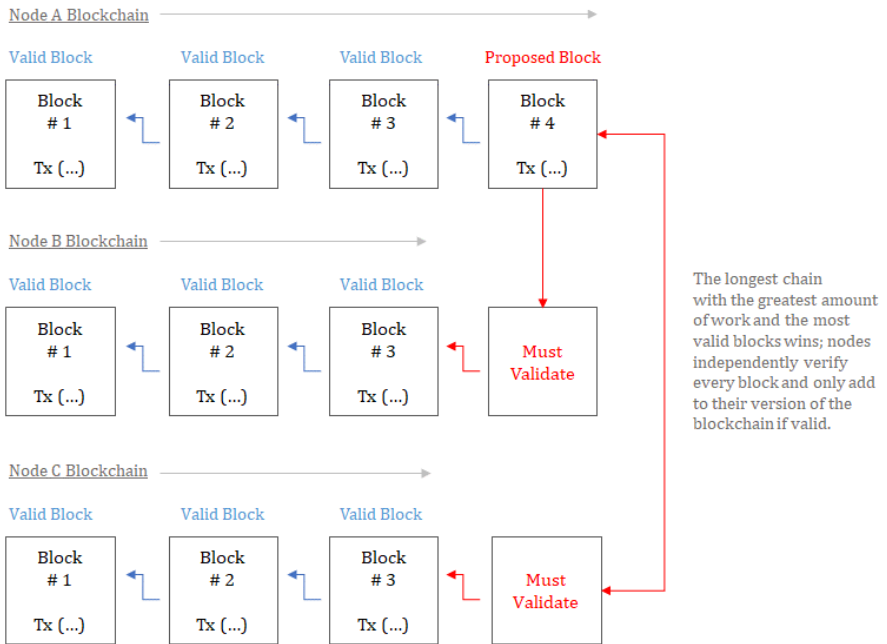 Node A Blockchain
Valid Block Valid Block Valid Block Proposed Block
Block Block Block Block
# 1 # 2 # 3 # 4
Tx (...) Tx (...) Tx (...) Tx (...)
Node B Blockchain
Valid Block Valid Block Valid Block
Block Block Block
# 1 # 2 # 3
Must
Validate
Tx (...) Tx (...) Tx (...)
The longest chain
with the greatest amount
of work and the most
valid blocks wins; nodes
independently verify
every block and only add
to their version of the
blockchain if valid.
Node C Blockchain
Valid Block Valid Block Valid Block
Block Block Block
# 1 # 2 # 3
Must
Validate
Tx (...) Tx (...) Tx (...)